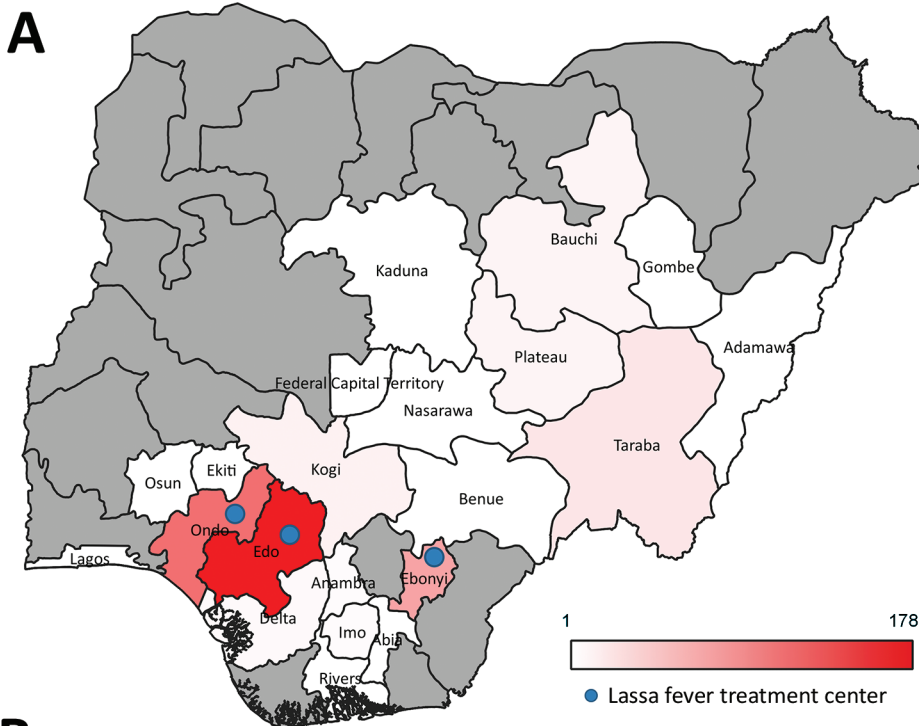 A
Bauchi
Gombe
Kaduna
Adamawa
Plateau
Federal Capital Territory
Nasarawa
Taraba
Kogi
Ekiti
Osun
Benue
Ondo
Edo
Lagos
Ebonyi
Anambra
Delta
Imo
Abia
Rivers
1 178
Lassa fever treatment center